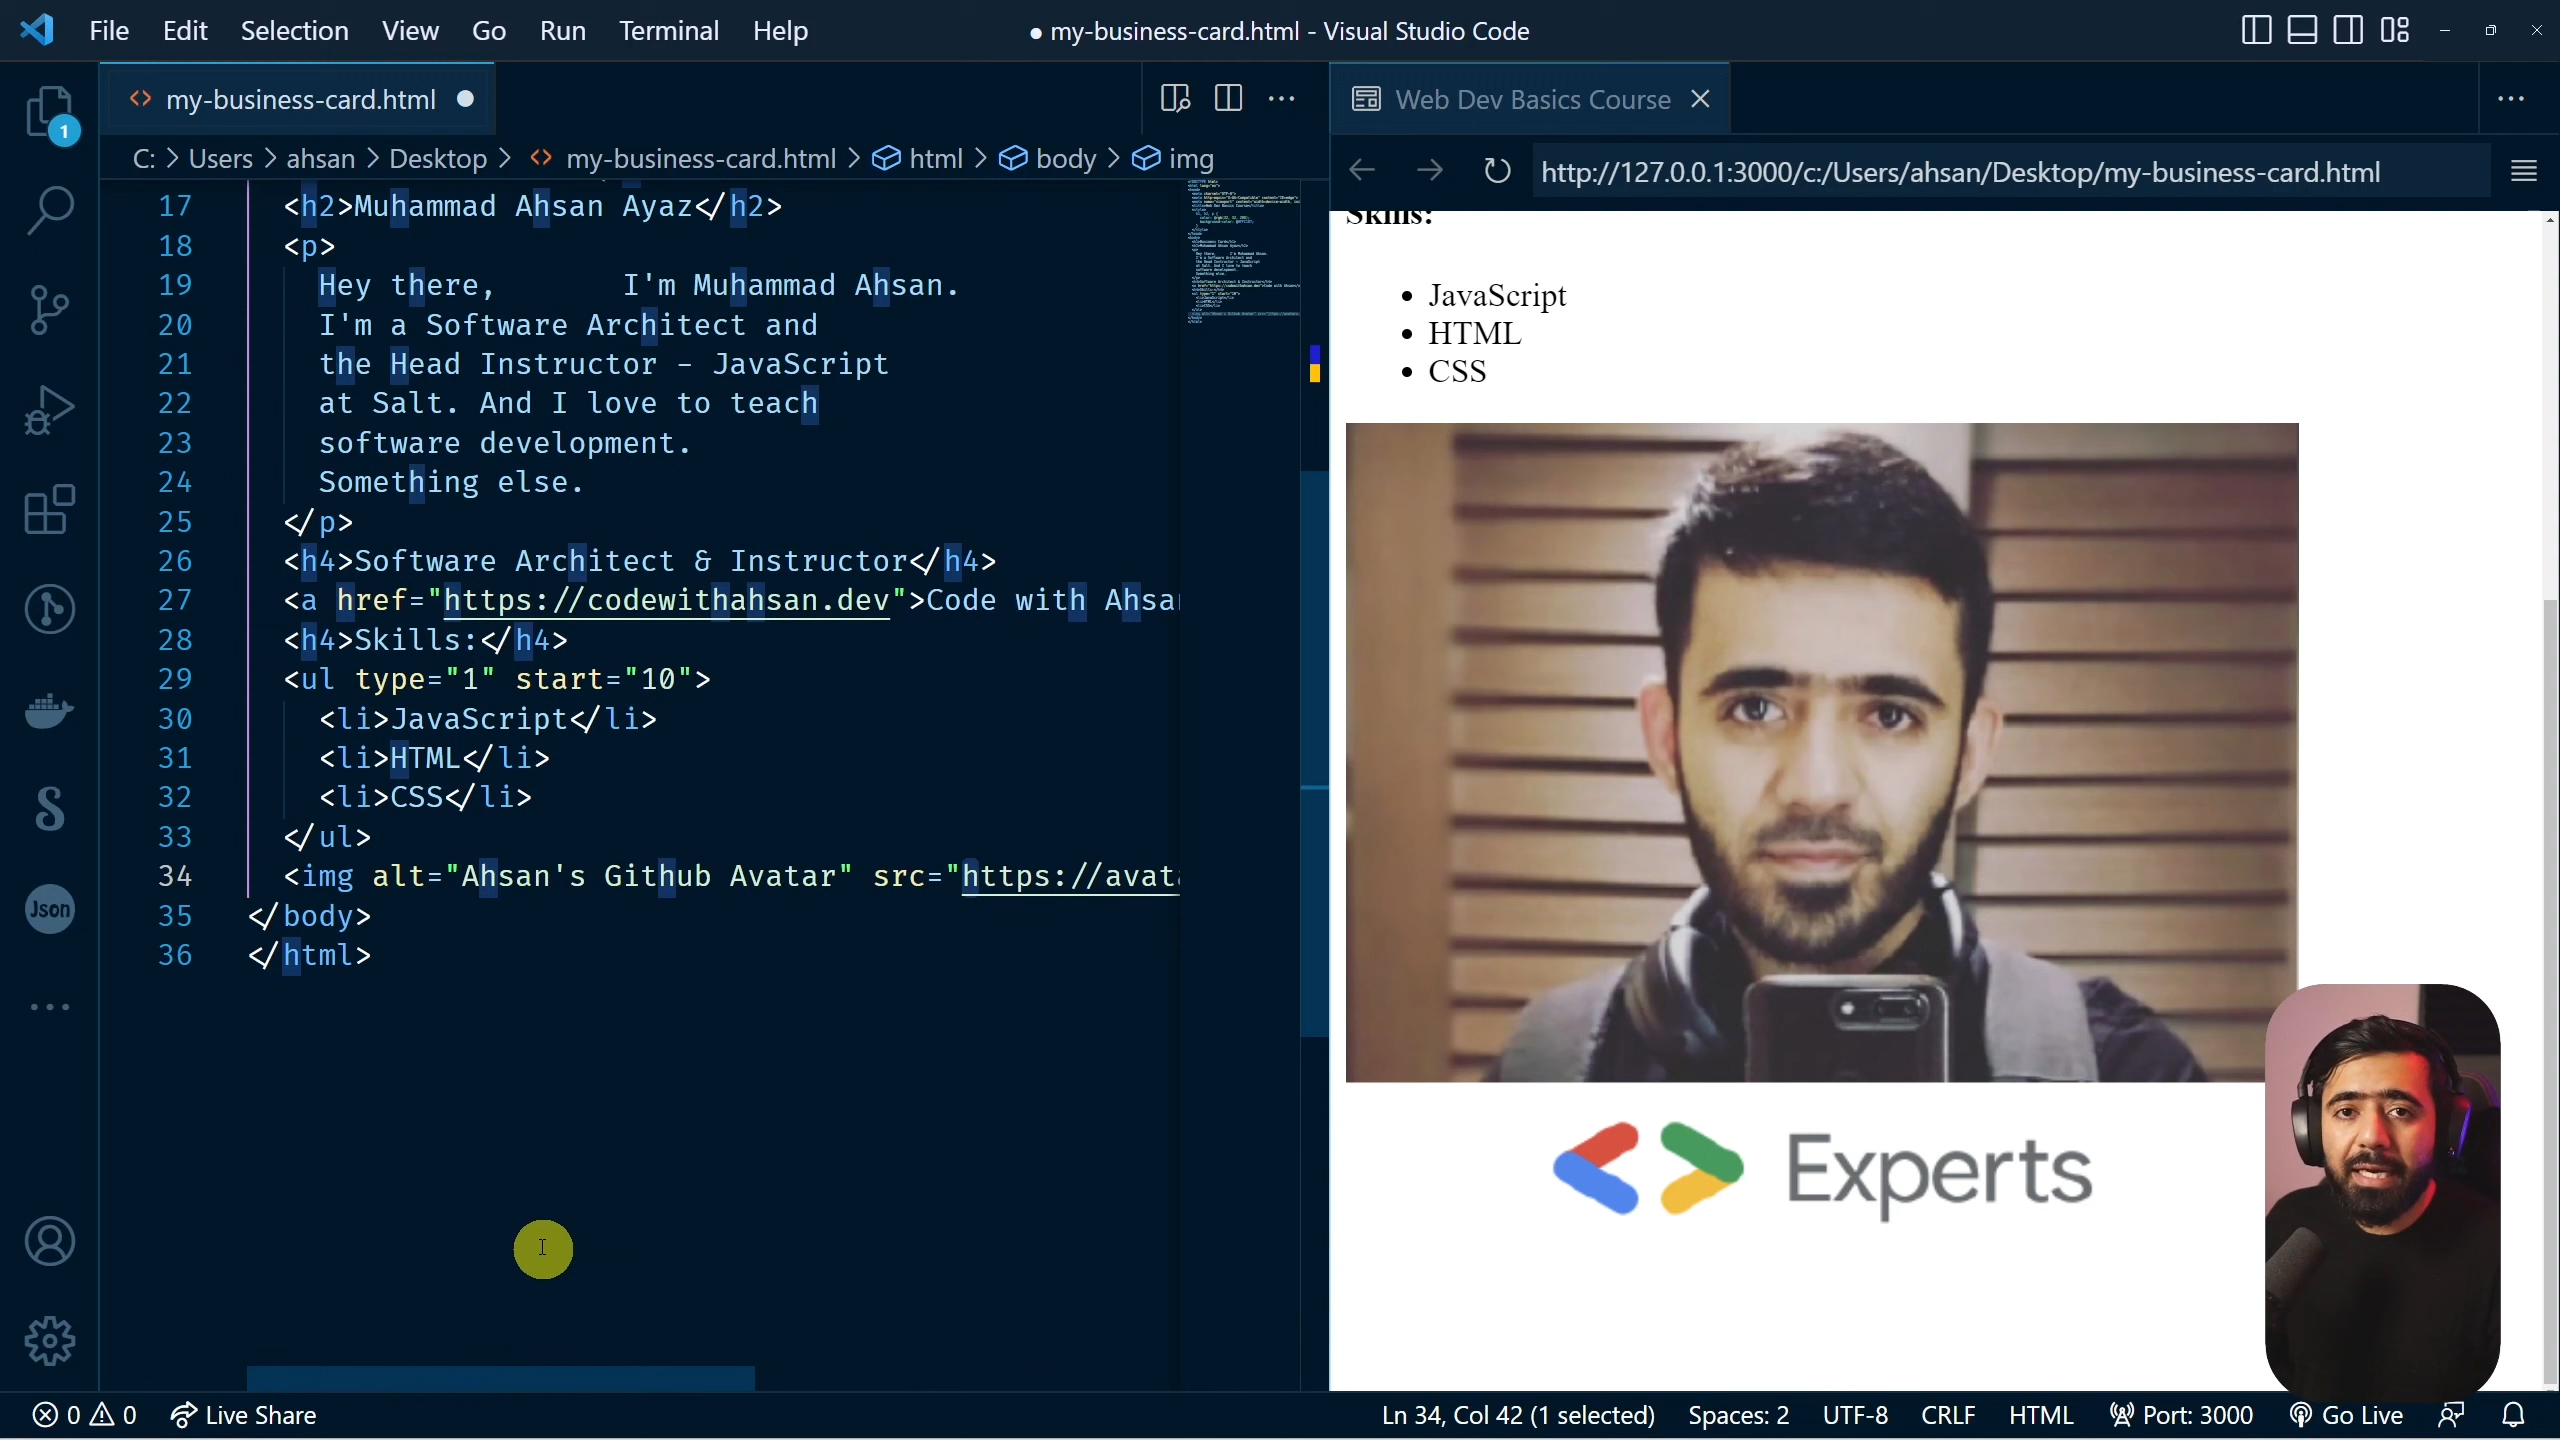 File Edit Selection View Go Run Terminal Help
● my-business-card.html - Visual Studio Code
my-business-card.html
Web Dev Basics Course
C: > Users > ahsan > Desktop > my-business-card.html > html > body > img
http://127.0.0.1:3000/c:/Users/ahsan/Desktop/my-business-card.html
1
17 <h2>Muhammad Ahsan Ayaz</h2>
18 <p>
19 Hey there, I'm Muhammad Ahsan.
20 I'm a Software Architect and
21 the Head Instructor - JavaScript
22 at Salt. And I love to teach
23 software development.
24 Something else.
25 </p>
26 <h4>Software Architect & Instructor</h4>
27 <a href="https://codewithahsan.dev">Code with Ahsa
28 <h4>Skills:</h4>
29 <ul type="1" start="10">
30 <li>JavaScript</li>
31 <li>HTML</li>
32 <li>CSS</li>
33 </ul>
34 <img alt="Ahsan's Github Avatar" src="https://avat
35 </body>
36 </html>
Json
Skills:
• JavaScript
• HTML
• CSS
Experts
0 0 Live Share
Ln 34, Col 42 (1 selected) Spaces: 2 UTF-8 CRLF HTML Port: 3000 Go Live